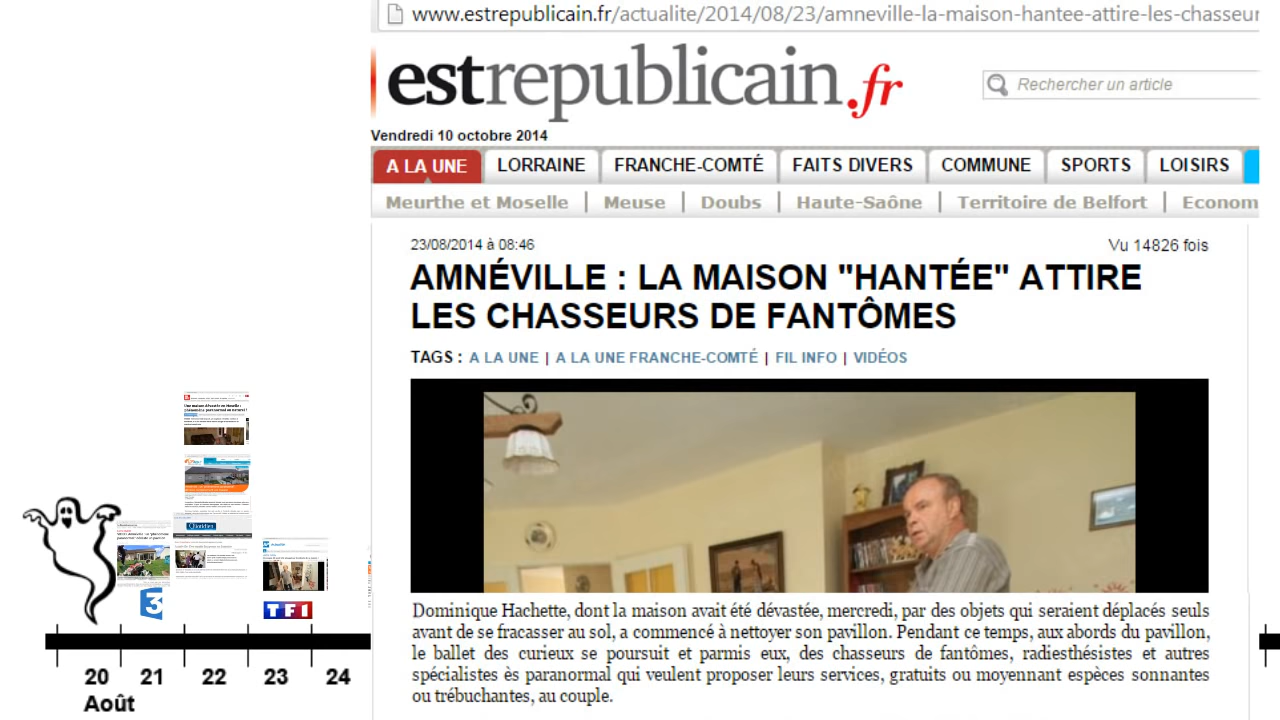 www.estrepublicain.fr/actualite/2014/08/23/amneville-la-maison-hantee-attire-les-chasseur
estrepublicain.fr
Rechercher un article
Vendredi 10 octobre 2014
A LA UNE LORRAINE FRANCHE-COMTÉ FAITS DIVERS COMMUNE SPORTS LOISIRS
Meurthe et Moselle | Meuse | Doubs | Haute-Saône | Territoire de Belfort | Econom
23/08/2014 à 08:46 Vu 14826 fois
AMNÉVILLE : LA MAISON "HANTÉE" ATTIRE
LES CHASSEURS DE FANTÔMES
TAGS : A LA UNE | A LA UNE FRANCHE-COMTÉ | FIL INFO | VIDÉOS
Dominique Hachette, dont la maison avait été dévastée, mercredi, par des objets qui seraient déplacés seuls
avant de se fracasser au sol, a commencé à nettoyer son pavillon. Pendant ce temps, aux abords du pavillon,
le ballet des curieux se poursuit et parmis eux, des chasseurs de fantômes, radiesthésistes et autres
spécialistes ès paranormal qui veulent proposer leurs services, gratuits ou moyennant espèces sonnantes
ou trébuchantes, au couple.
3
TF1
20 21 22 23 24
Août